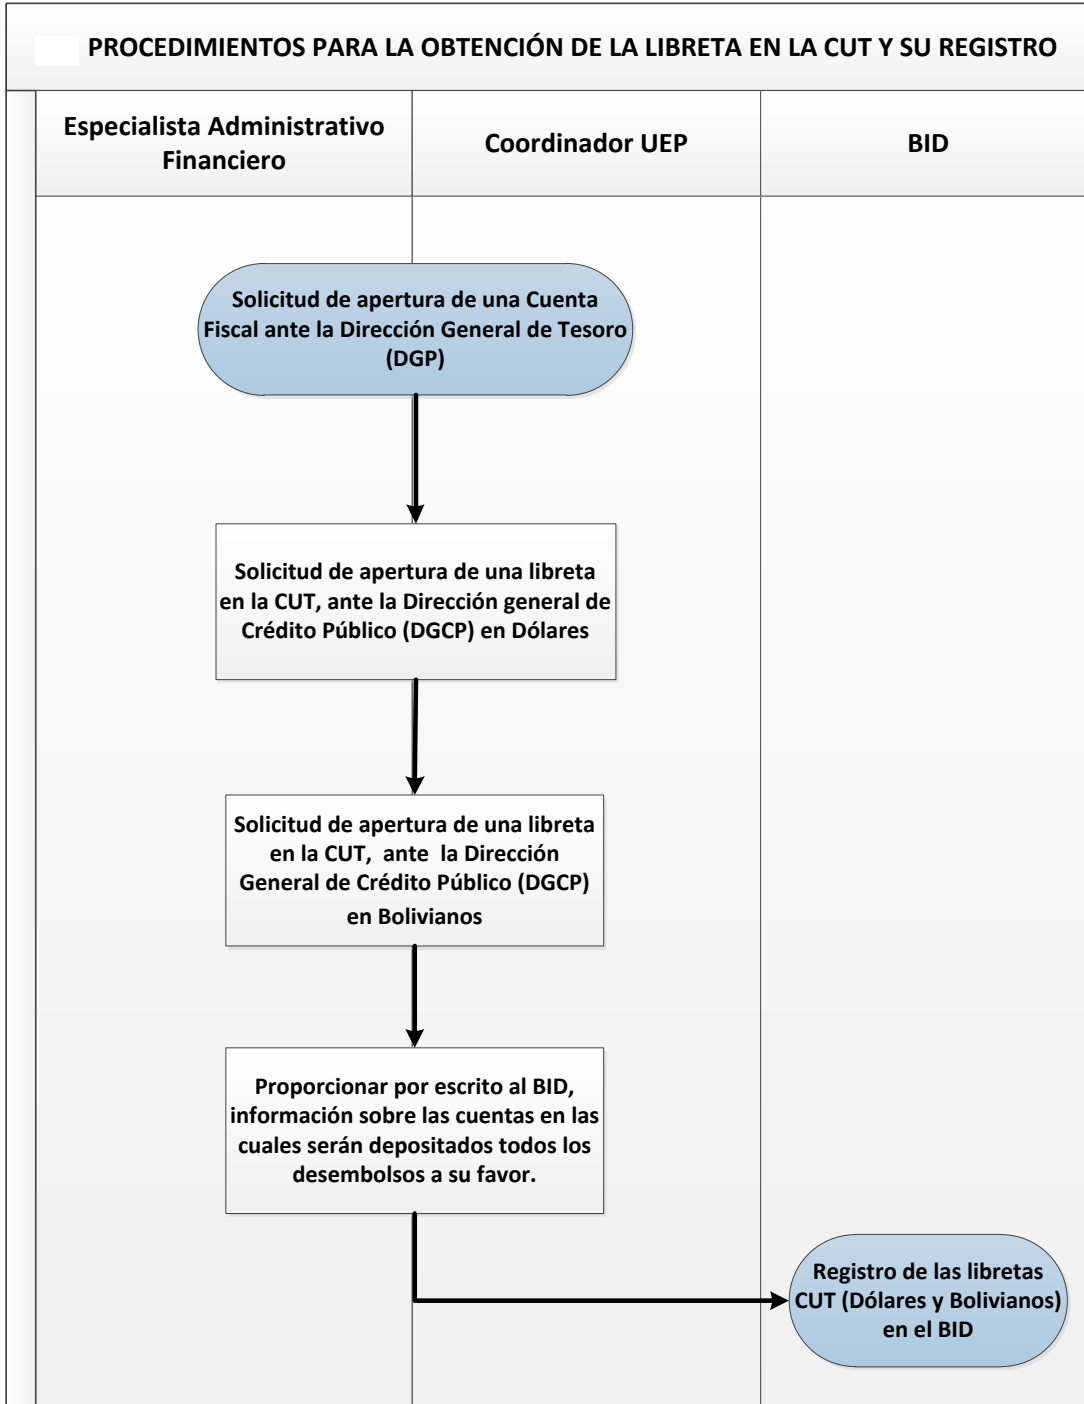 PROCEDIMIENTOS PARA LA OBTENCIÓN DE LA LIBRETA EN LA CUT Y SU REGISTRO
Especialista Administrativo
Financiero
Coordinador UEP
BID
Solicitud de apertura de una Cuenta
Fiscal ante la Dirección General de Tesoro
(DGP)
Solicitud de apertura de una libreta
en la CUT, ante la Dirección general de
Crédito Público (DGCP) en Dólares
Solicitud de apertura de una libreta
en la CUT, ante la Dirección
General de Crédito Público (DGCP)
en Bolivianos
Proporcionar por escrito al BID,
información sobre las cuentas en las
cuales serán depositados todos los
desembolsos a su favor.
Registro de las libretas
CUT (Dólares y Bolivianos)
en el BID